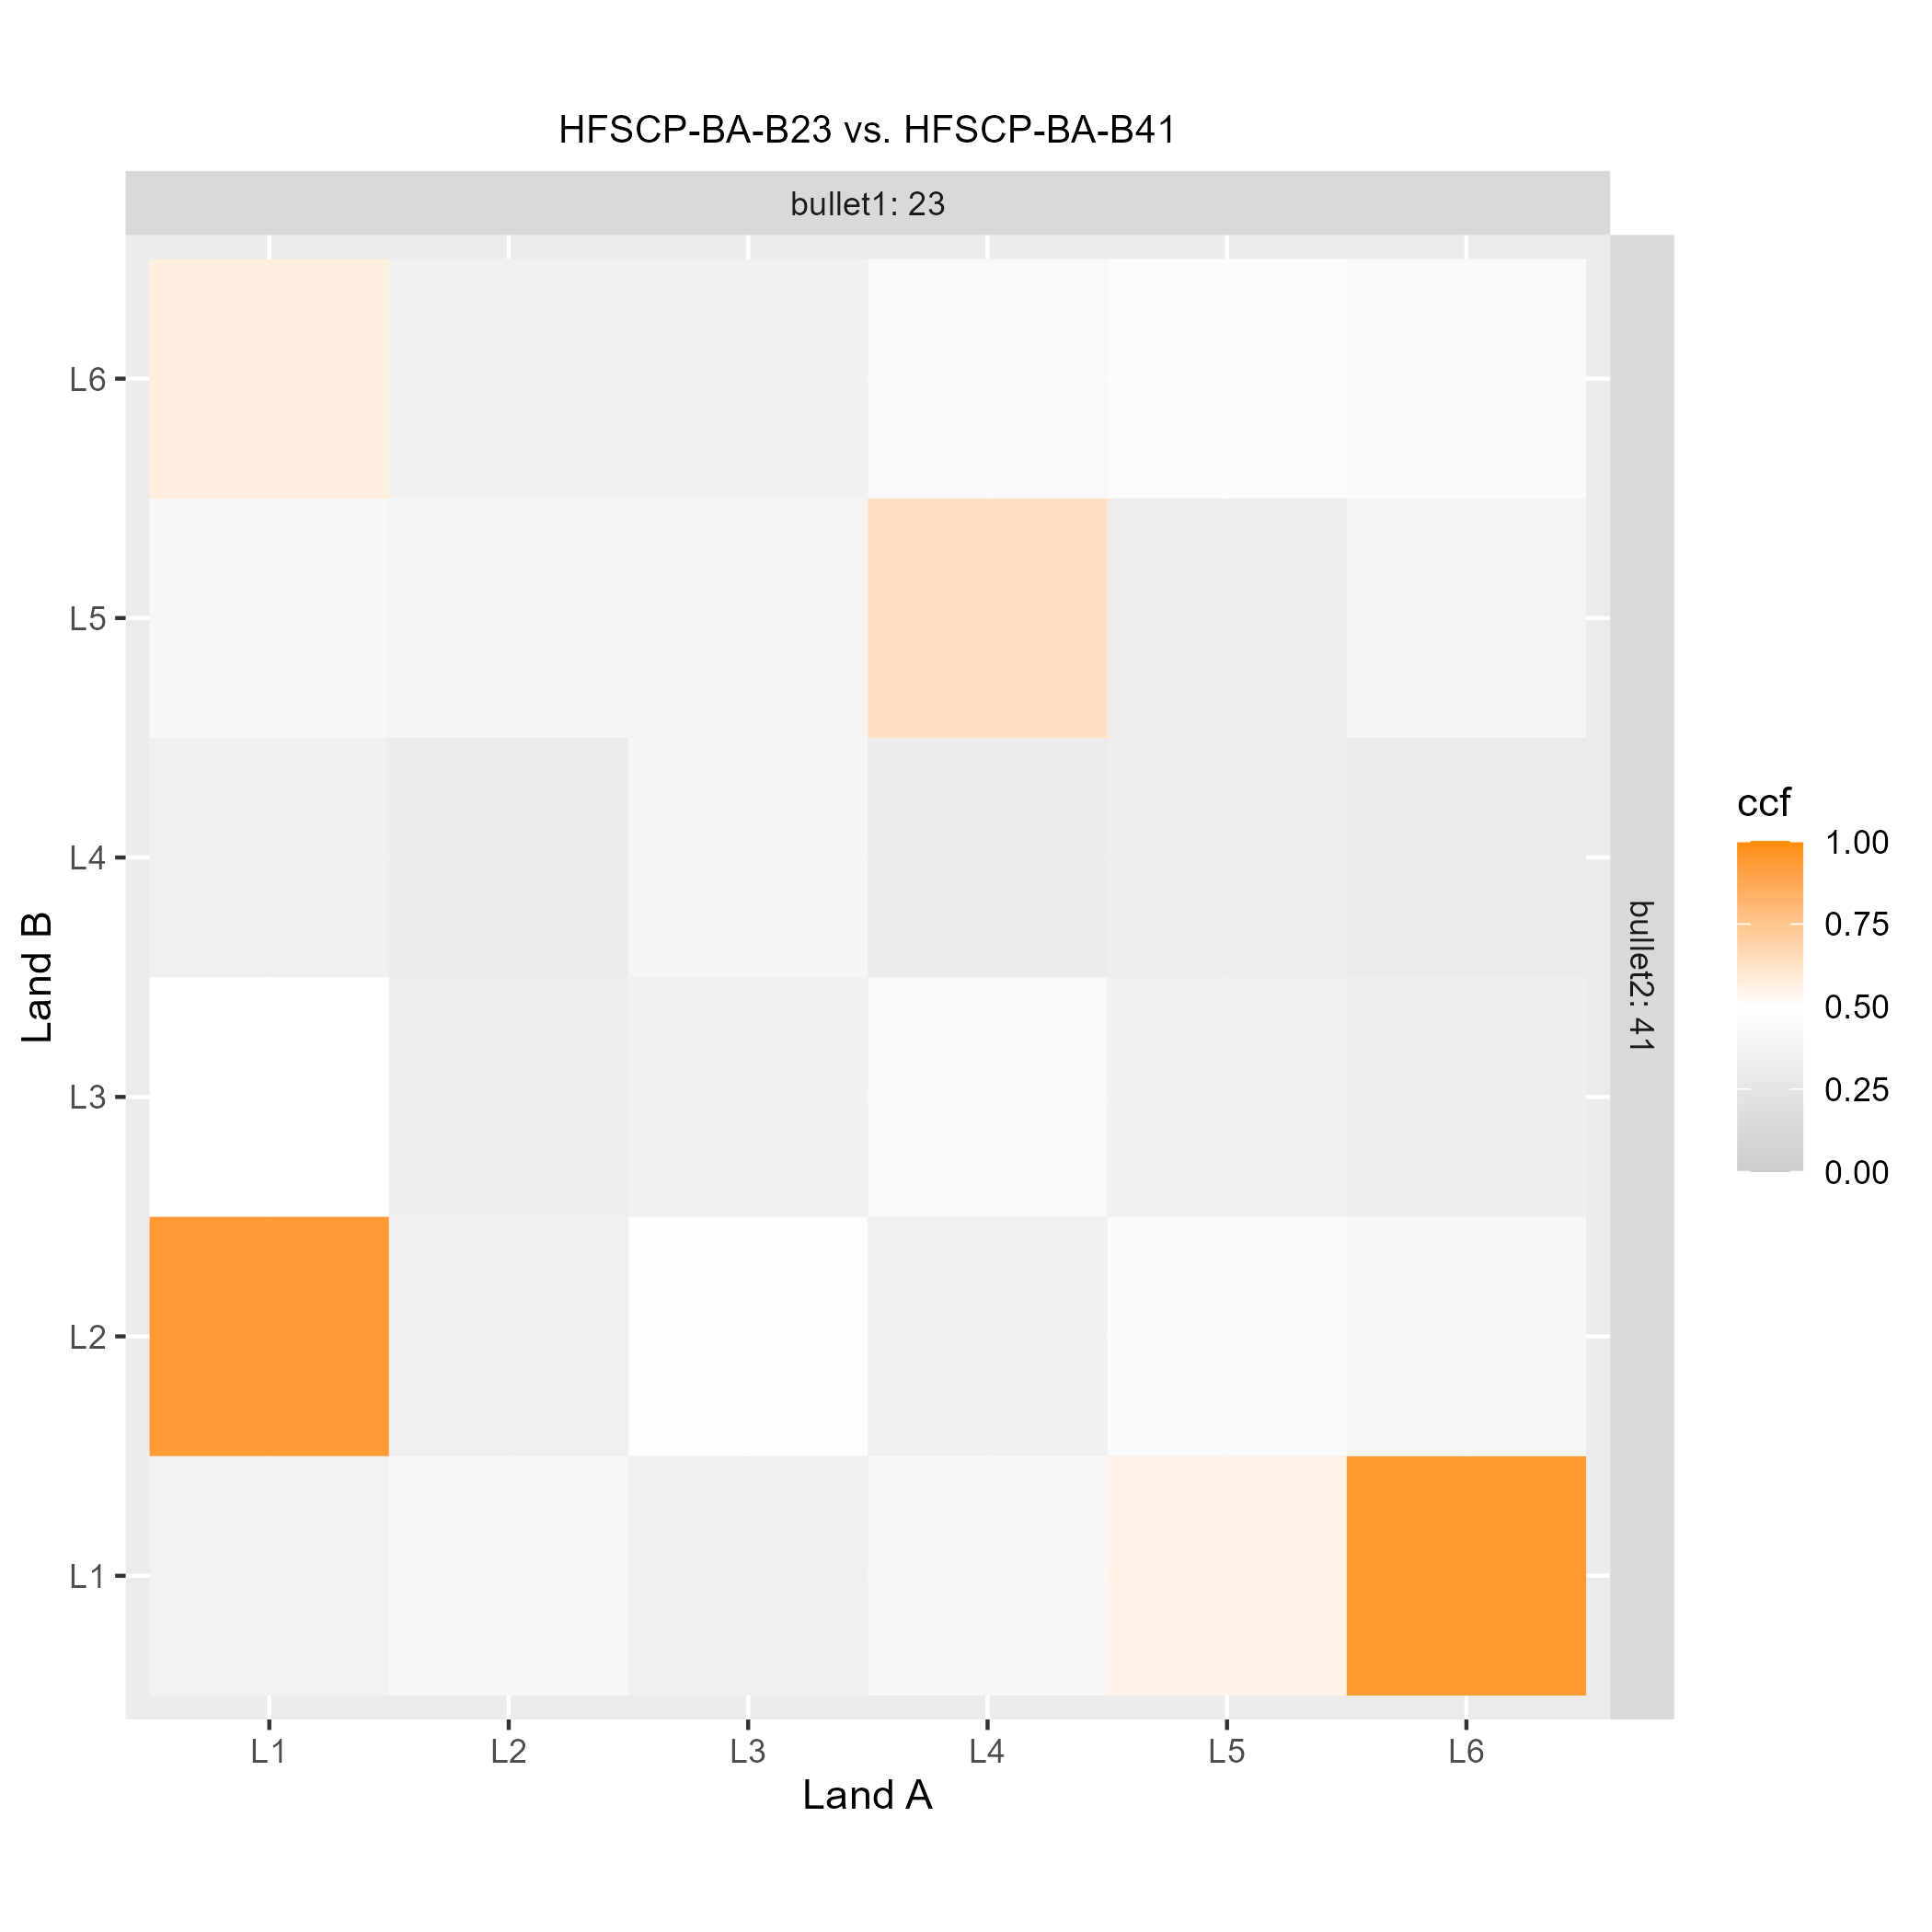 HFSCP-BA-B23 vs. HFSCP-BA-B41
bullet1: 23
L6
L5
L4
L3
L2
L1
Land B
L1 L2 L3 L4 L5 L6
Land A
bullet2: 41
ccf
1.00
0.75
0.50
0.25
0.00